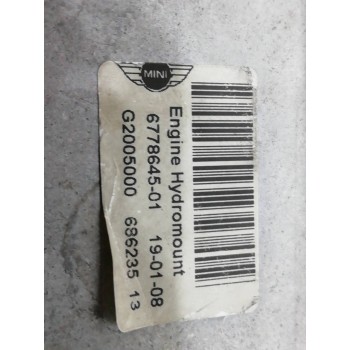 MINI
Engine Hydromount
6778645-01 19-01-08
G2005000 686235 13